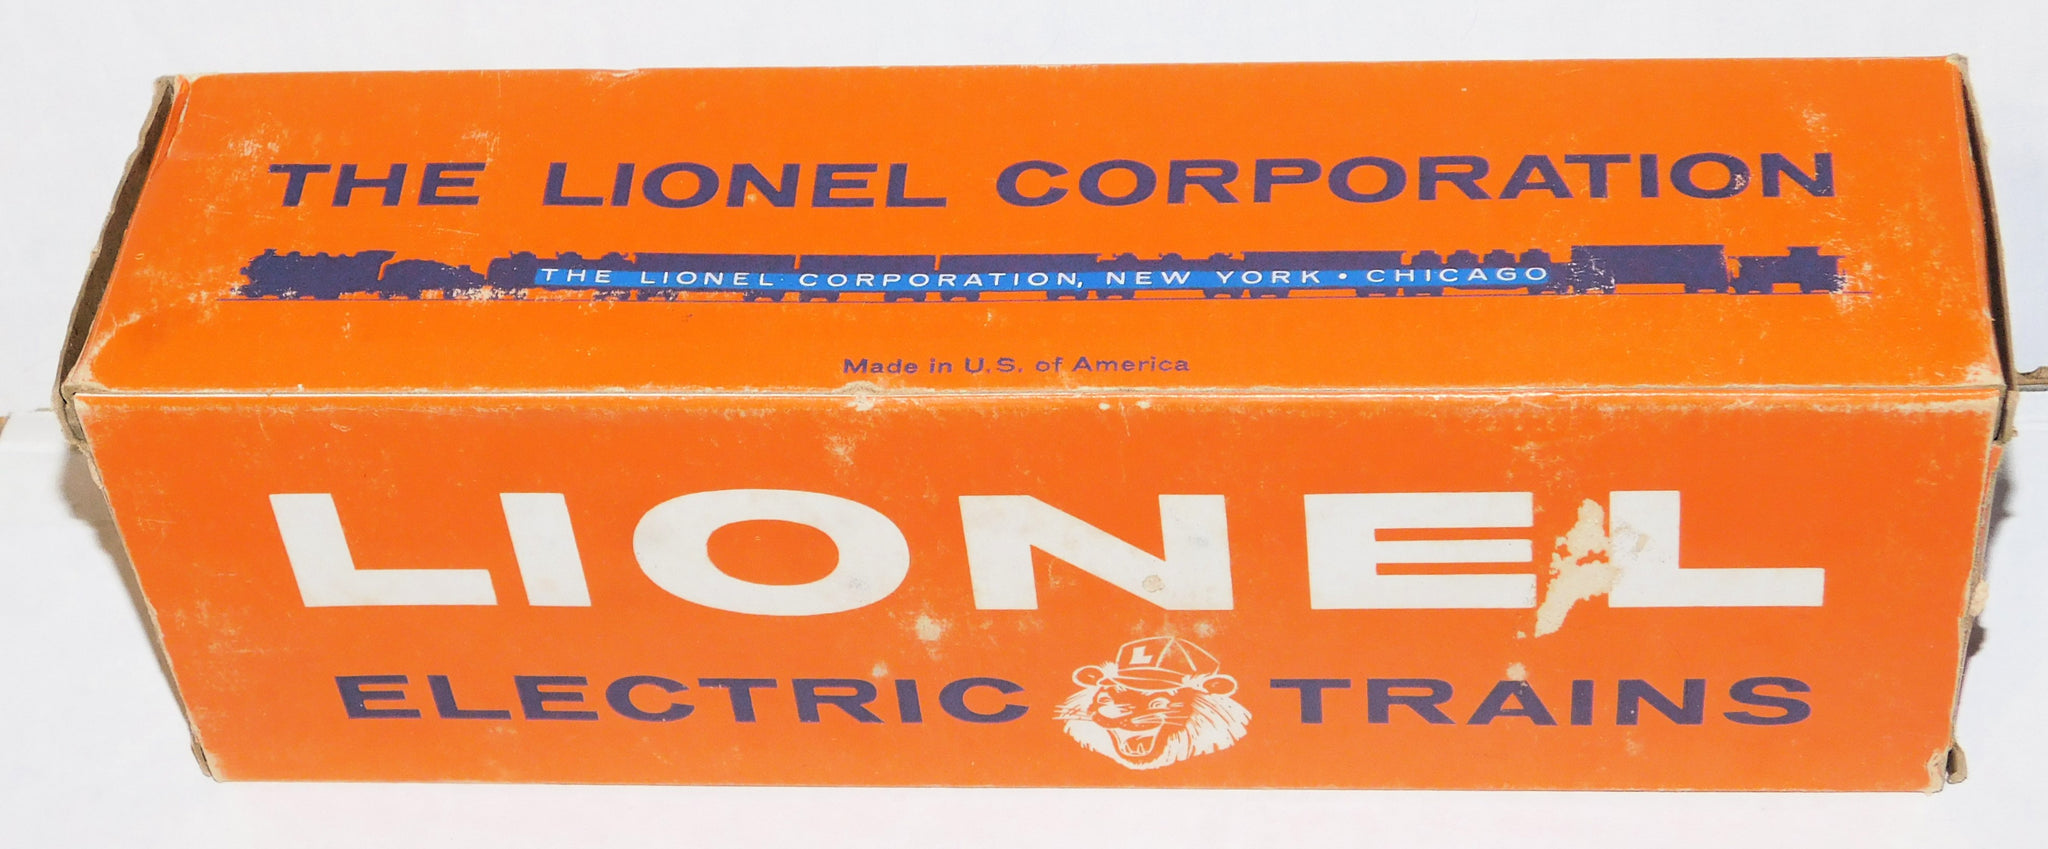 THE LIONEL CORPORATION
THE LIONEL CORPORATION, NEW YORK • CHICAGO
Made in U.S. of America
LIONEL
L
ELECTRIC TRAINS